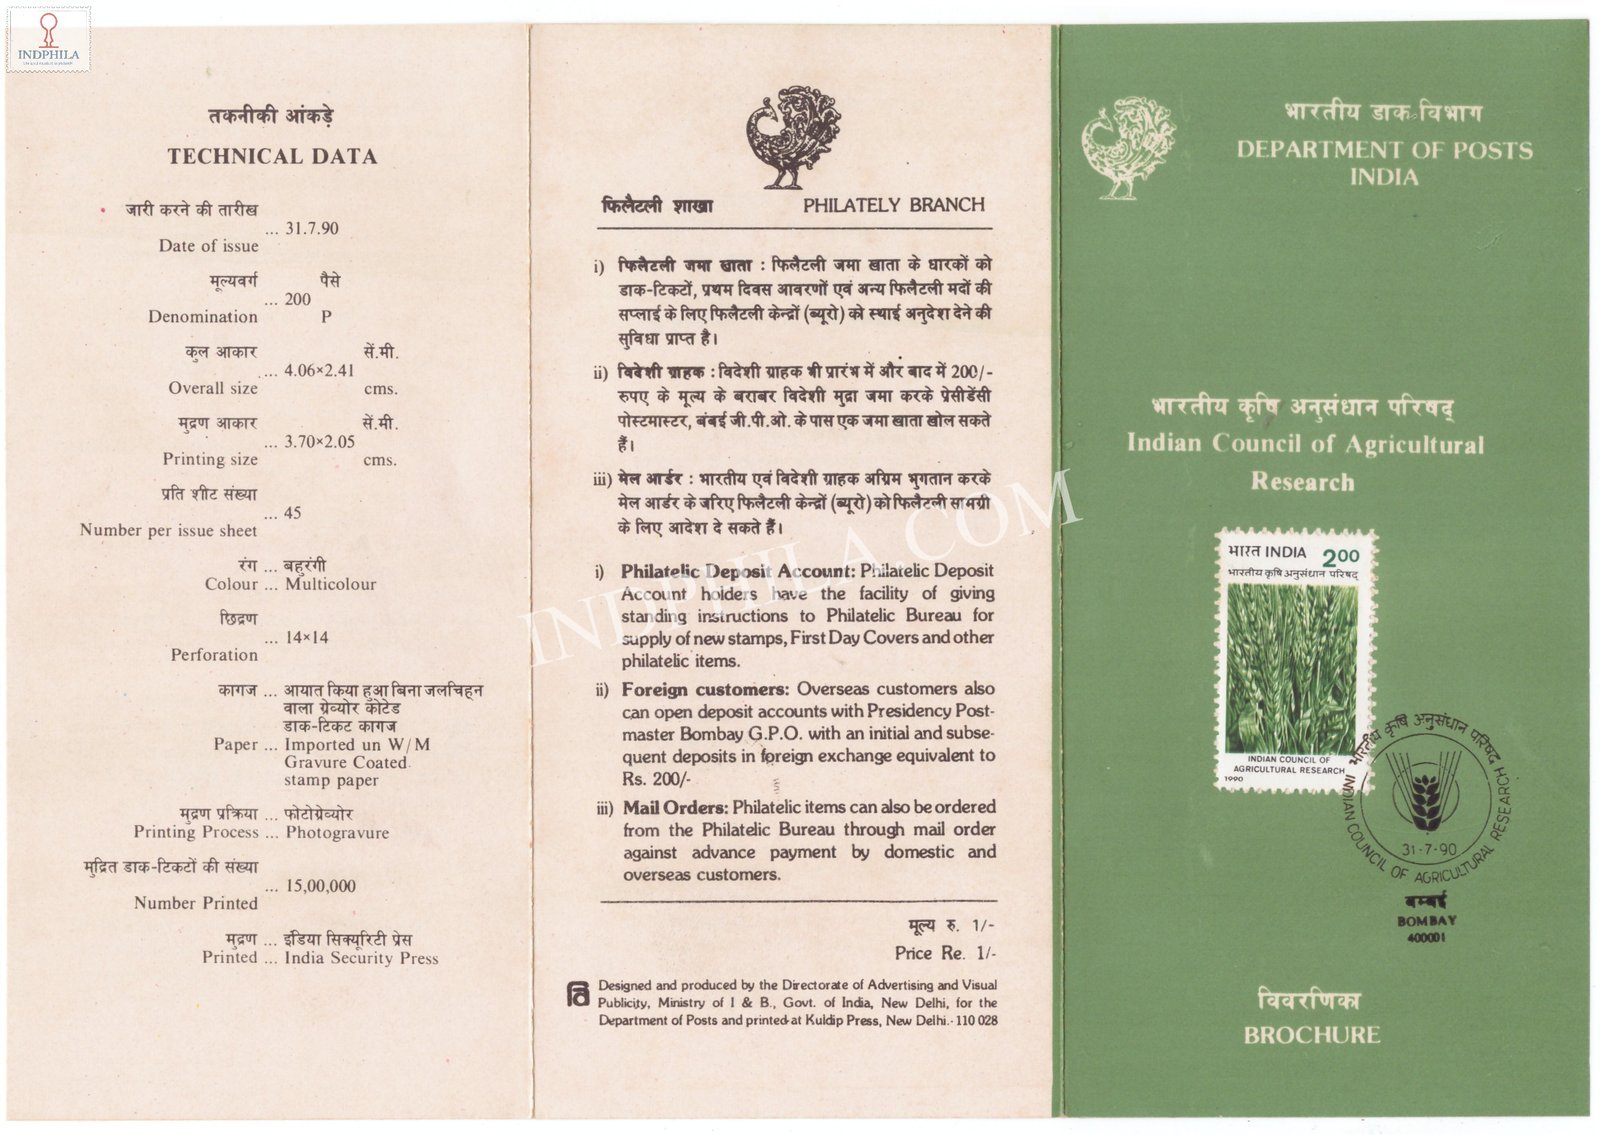 INDPHILA
तकनीकी आंकड़े
TECHNICAL DATA
जारी करने की तारीख
... 31.7.90
Date of issue
मूल्यवर्ग पैसे
... 200
Denomination P
कुल आकार सें.मी.
... 4.06×2.41
Overall size cms.
मुद्रण आकार सें.मी.
... 3.70×2.05
Printing size cms.
प्रति शीट संख्या
... 45
Number per issue sheet
रंग ... बहुरंगी
Colour ... Multicolour
छिद्रण
... 14×14
Perforation
कागज ... आयात किया हुआ बिना जलचिहन
वाला ग्रेव्योर कोटेड
डाक-टिकट कागज
Paper ... Imported un W/M
Gravure Coated
stamp paper
मुद्रण प्रक्रिया ... फोटोग्रेव्योर
Printing Process ... Photogravure
मुद्रित डाक-टिकटों की संख्या
... 15,00,000
Number Printed
मुद्रण ... इंडिया सिक्यूरिटी प्रेस
Printed ... India Security Press
फिलैटली शाखा PHILATELY BRANCH
i) फिलैटली जमा खाता : फिलैटली जमा खाता के धारकों को
डाक-टिकटों, प्रथम दिवस आवरणों एवं अन्य फिलैटली मदों की
सप्लाई के लिए फिलैटली केन्द्रों (ब्यूरो) को स्थाई अनुदेश देने की
सुविधा प्राप्त है।
ii) विदेशी ग्राहक : विदेशी ग्राहक भी प्रारंभ में और बाद में 200/-
रुपए के मूल्य के बराबर विदेशी मुद्रा जमा करके प्रेसीडेंसी
पोस्टमास्टर, बंबई जी.पी.ओ. के पास एक जमा खाता खोल सकते
हैं।
iii) मेल आर्डर : भारतीय एवं विदेशी ग्राहक अग्रिम भुगतान करके
मेल आर्डर के जरिए फिलैटली केन्द्रों (ब्यूरो) को फिलैटली सामग्री
के लिए आदेश दे सकते हैं।
i) Philatelic Deposit Account: Philatelic Deposit
Account holders have the facility of giving
standing instructions to Philatelic Bureau for
supply of new stamps, First Day Covers and other
philatelic items.
ii) Foreign customers: Overseas customers also
can open deposit accounts with Presidency Post-
master Bombay G.P.O. with an initial and subse-
quent deposits in foreign exchange equivalent to
Rs. 200/-
iii) Mail Orders: Philatelic items can also be ordered
from the Philatelic Bureau through mail order
against advance payment by domestic and
overseas customers.
मूल्य रु. 1/-
Price Re. 1/-
Designed and produced by the Directorate of Advertising and Visual
Publicity, Ministry of I & B., Govt. of India, New Delhi, for the
Department of Posts and printed at Kuldip Press, New Delhi.- 110 028
INDPHILA.COM
भारतीय डाक विभाग
DEPARTMENT OF POSTS
INDIA
भारतीय कृषि अनुसंधान परिषद्
Indian Council of Agricultural
Research
भारत INDIA 200
भारतीय कृषि अनुसंधान परिषद्
INDIAN COUNCIL OF
AGRICULTURAL RESEARCH
1990
भारतीय कृषि अनुसंधान परिषद
INDIAN COUNCIL OF AGRICULTURAL RESEARCH
31-7-90
बम्बई
BOMBAY
400001
विवरणिका
BROCHURE